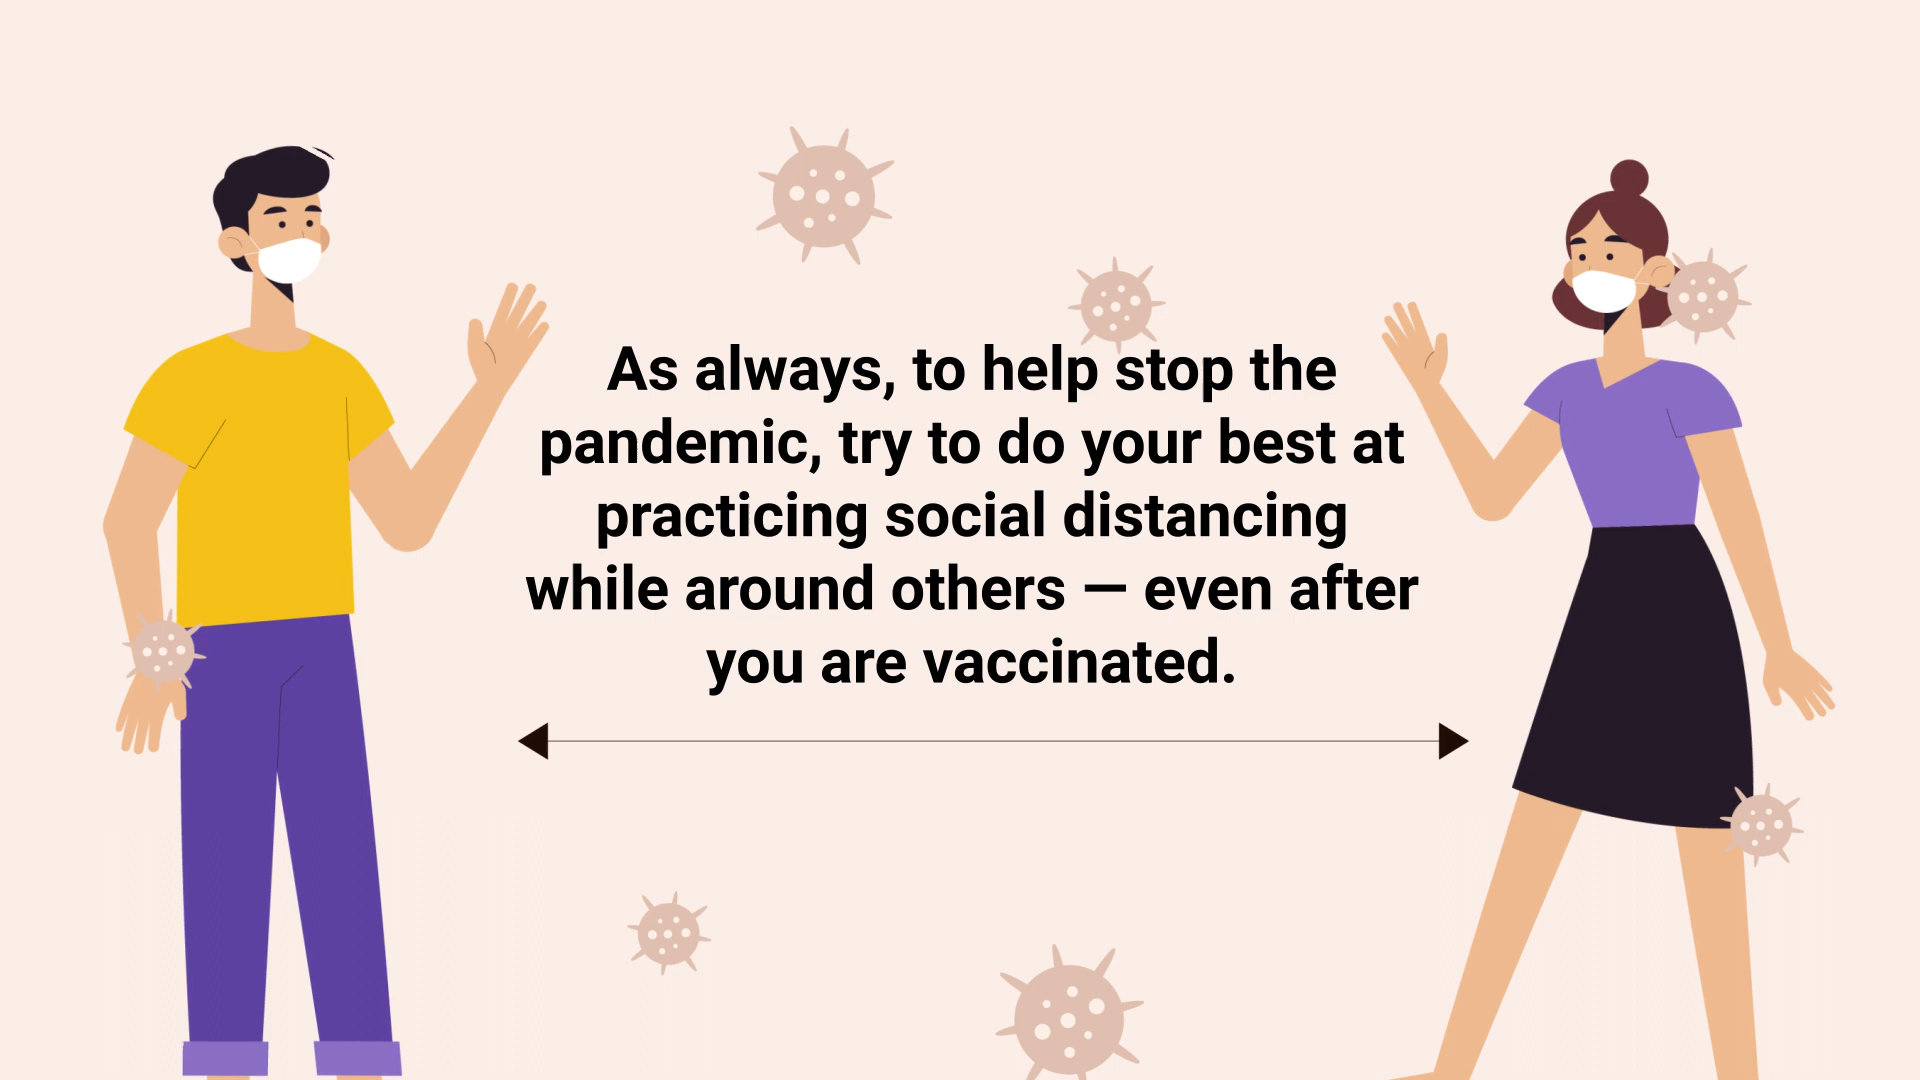 As always, to help stop the
pandemic, try to do your best at
practicing social distancing
while around others — even after
you are vaccinated.